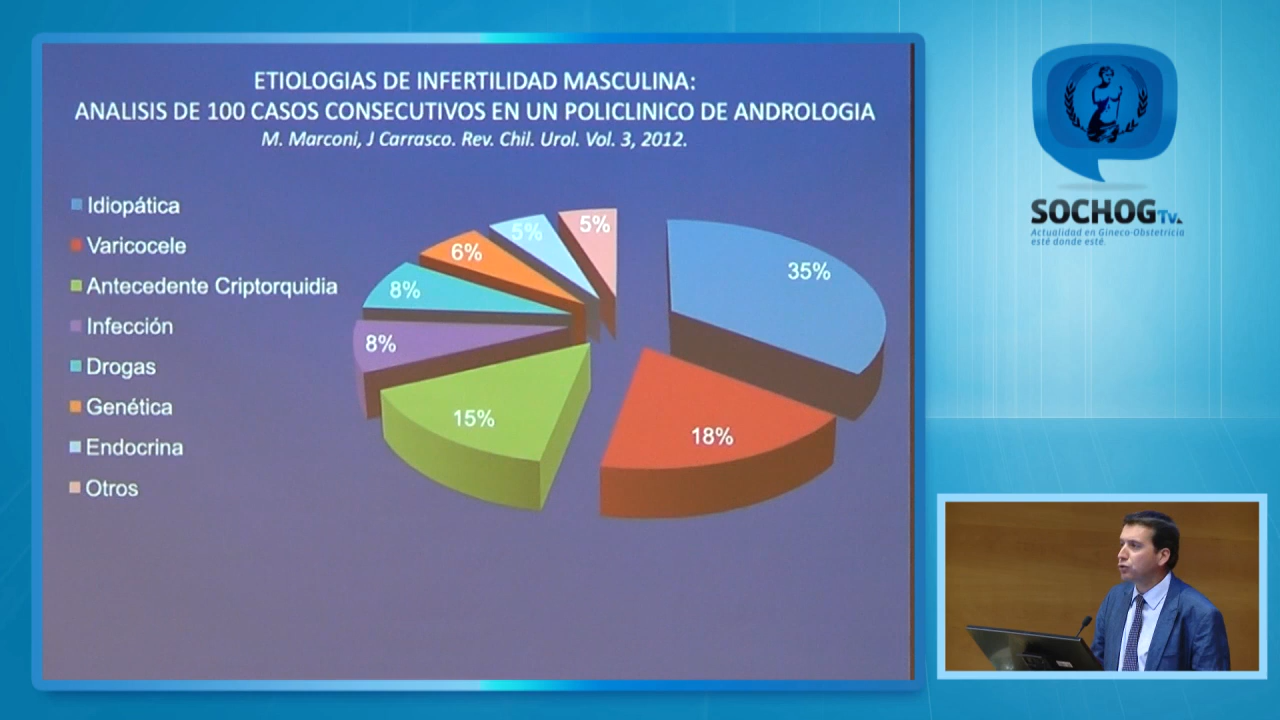 ETIOLOGIAS DE INFERTILIDAD MASCULINA:
ANALISIS DE 100 CASOS CONSECUTIVOS EN UN POLICLINICO DE ANDROLOGIA
M. Marconi, J Carrasco. Rev. Chil. Urol. Vol. 3, 2012.
Idiopática
Varicocele
Antecedente Criptorquidia
Infección
Drogas
Genética
Endocrina
Otros
5%
5%
6%
8%
8%
15%
18%
35%
SOCHOG Tv.
Actualidad en Gineco-Obstetricia
esté donde esté.